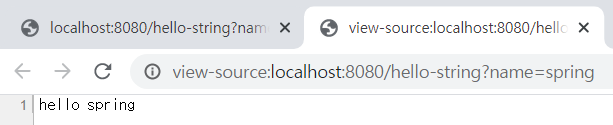 localhost:8080/hello-string?nam
view-source:localhost:8080/hello
view-source:localhost:8080/hello-string?name=spring
1 hello spring